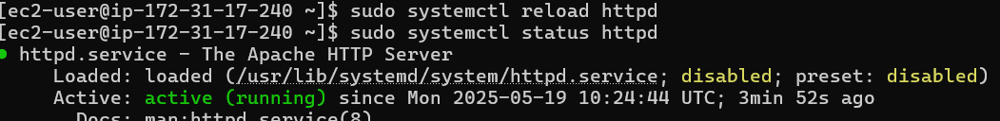 [ec2-user@ip-172-31-17-240 ~]$ sudo systemctl reload httpd
[ec2-user@ip-172-31-17-240 ~]$ sudo systemctl status httpd
● httpd.service - The Apache HTTP Server
Loaded: loaded (/usr/lib/systemd/system/httpd.service; disabled; preset: disabled)
Active: active (running) since Mon 2025-05-19 10:24:44 UTC; 3min 52s ago
Docs: man:httpd.service(8)